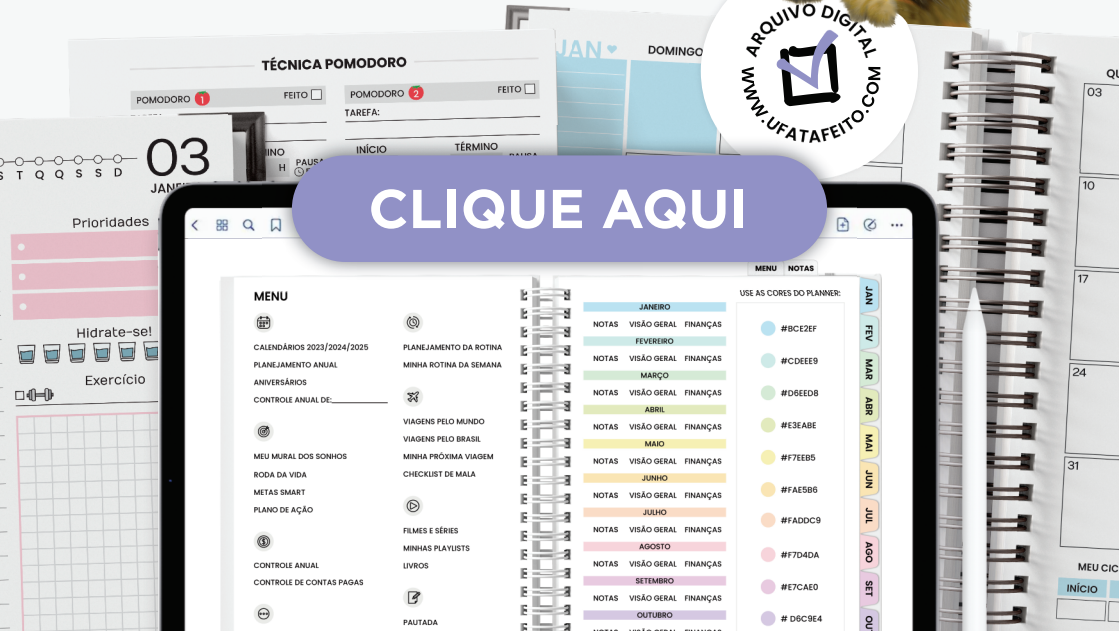 TÉCNICA POMODORO
POMODORO 1
FEITO
POMODORO 2
FEITO
TAREFA:
INÍCIO
TÉRMINO
H
JAN
DOMINGO
ARQUIVO DIGITAL
WWW.UFATAFEITO.COM
S T Q Q S S D
03
Prioridades
Hidrate-se!
Exercício
CLIQUE AQUI
MENU NOTAS
MENU
CALENDÁRIOS 2023/2024/2025
PLANEJAMENTO ANUAL
ANIVERSÁRIOS
CONTROLE ANUAL DE:
MEU MURAL DOS SONHOS
RODA DA VIDA
METAS SMART
PLANO DE AÇÃO
CONTROLE ANUAL
CONTROLE DE CONTAS PAGAS
PLANEJAMENTO DA ROTINA
MINHA ROTINA DA SEMANA
VIAGENS PELO MUNDO
VIAGENS PELO BRASIL
MINHA PRÓXIMA VIAGEM
CHECKLIST DE MALA
FILMES E SÉRIES
MINHAS PLAYLISTS
LIVROS
PAUTADA
JANEIRO
NOTAS VISÃO GERAL FINANÇAS
FEVEREIRO
NOTAS VISÃO GERAL FINANÇAS
MARÇO
NOTAS VISÃO GERAL FINANÇAS
ABRIL
NOTAS VISÃO GERAL FINANÇAS
MAIO
NOTAS VISÃO GERAL FINANÇAS
JUNHO
NOTAS VISÃO GERAL FINANÇAS
JULHO
NOTAS VISÃO GERAL FINANÇAS
AGOSTO
NOTAS VISÃO GERAL FINANÇAS
SETEMBRO
NOTAS VISÃO GERAL FINANÇAS
OUTUBRO
USE AS CORES DO PLANNER:
#BCE2EF
#CDEEE9
#D6EED8
#E3EABE
#F7EEB5
#FAE5B6
#FADDC9
#F7D4DA
#E7CAE0
# D6C9E4
JAN
FEV
MAR
ABR
MAI
JUN
JUL
AGO
SET
03
10
17
24
31
MEU CIC
INÍCIO